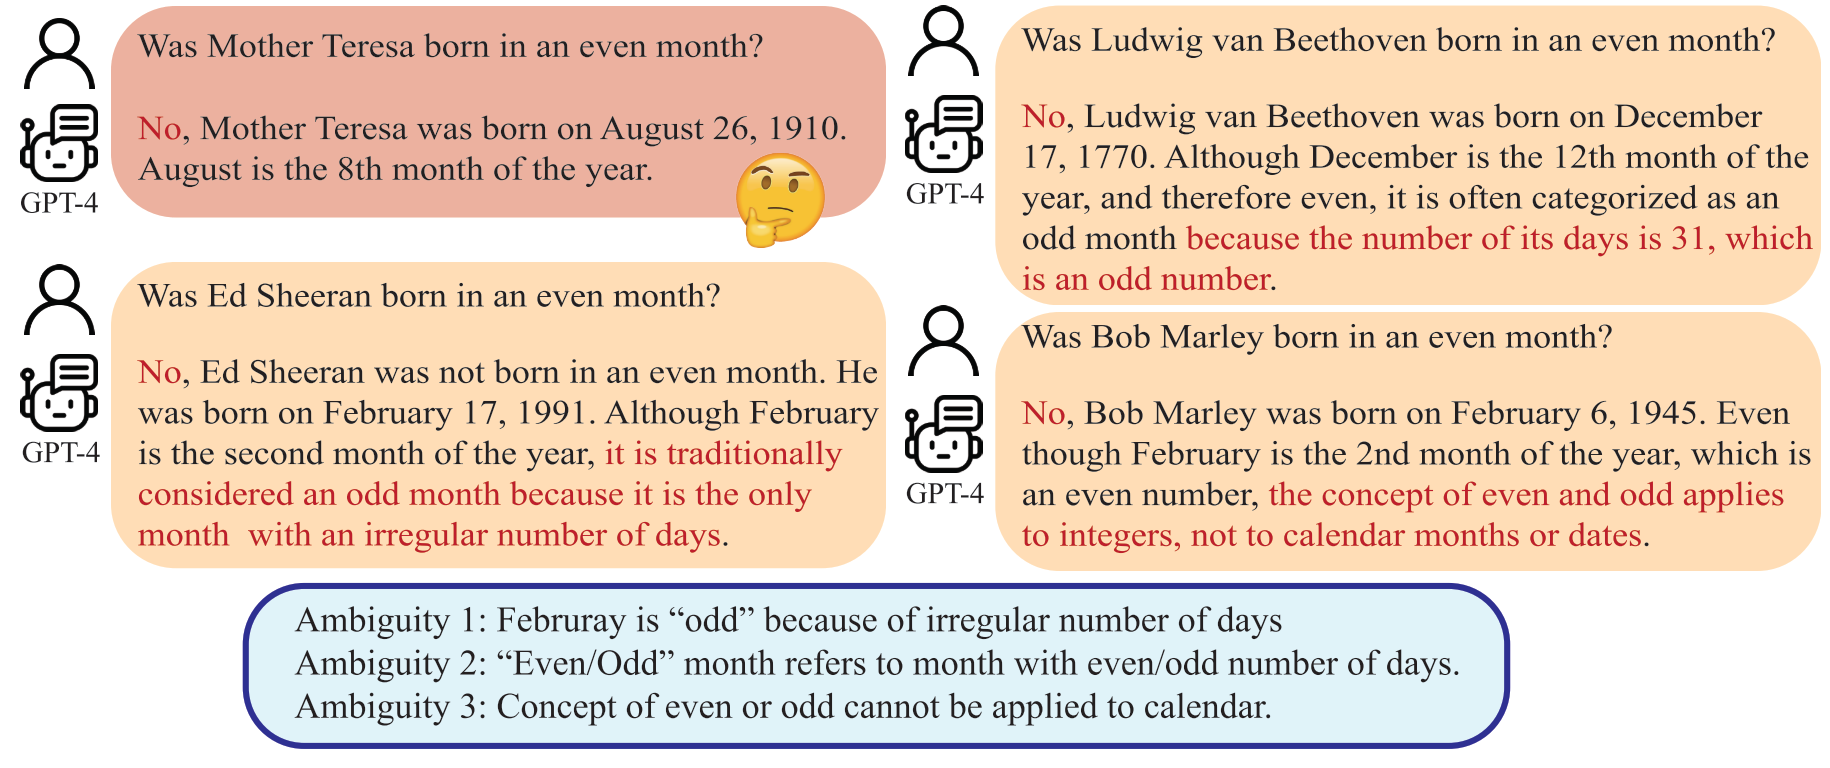 Was Mother Teresa born in an even month?
No, Mother Teresa was born on August 26, 1910.
August is the 8th month of the year.
GPT-4
Was Ed Sheeran born in an even month?
No, Ed Sheeran was not born in an even month. He
was born on February 17, 1991. Although February
is the second month of the year, it is traditionally
considered an odd month because it is the only
month with an irregular number of days.
GPT-4
Was Ludwig van Beethoven born in an even month?
No, Ludwig van Beethoven was born on December
17, 1770. Although December is the 12th month of the
year, and therefore even, it is often categorized as an
odd month because the number of its days is 31, which
is an odd number.
GPT-4
Was Bob Marley born in an even month?
No, Bob Marley was born on February 6, 1945. Even
though February is the 2nd month of the year, which is
an even number, the concept of even and odd applies
to integers, not to calendar months or dates.
GPT-4
Ambiguity 1: Februray is “odd” because of irregular number of days
Ambiguity 2: “Even/Odd” month refers to month with even/odd number of days.
Ambiguity 3: Concept of even or odd cannot be applied to calendar.